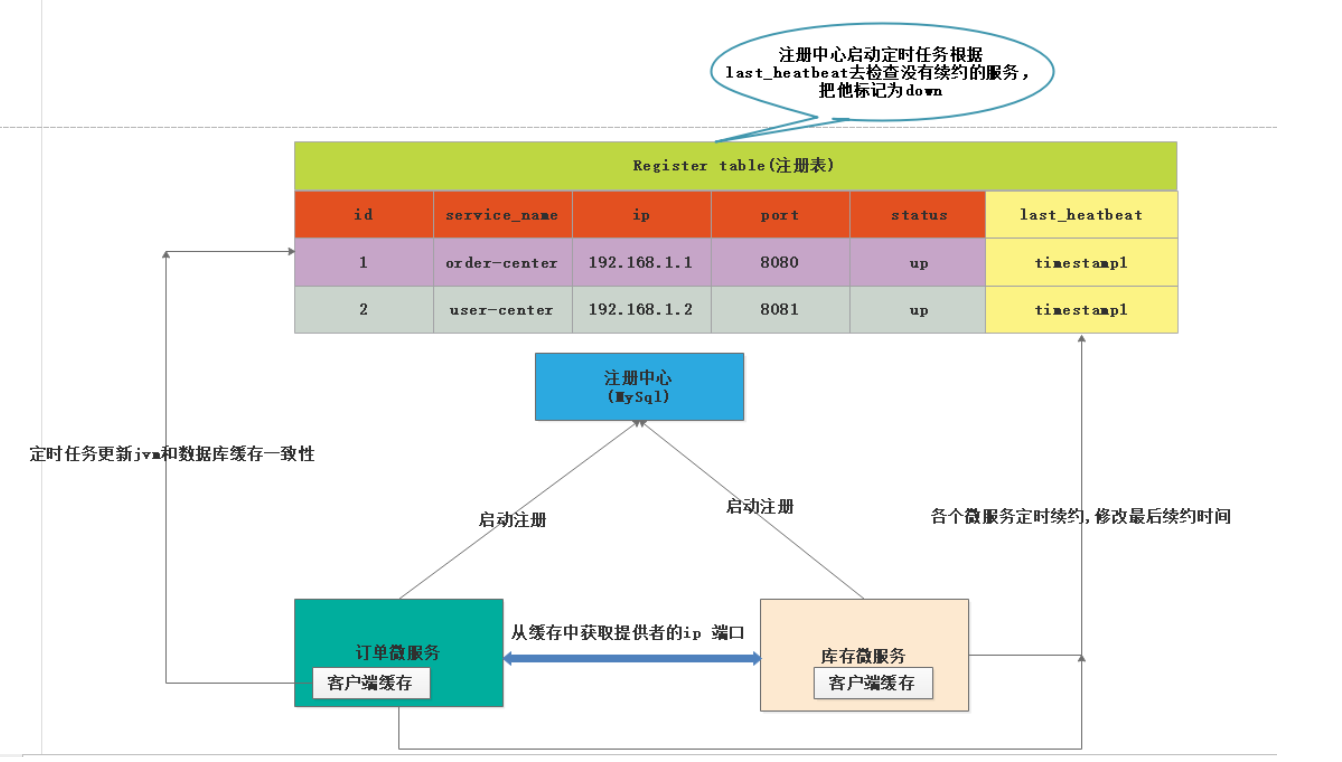 注册中心启动定时任务根据
last_heatbeat去检查没有续约的服务，
把他标记为down
Register table(注册表)
id service_name ip port status last_heatbeat
1 order-center 192.168.1.1 8080 up timestamp1
2 user-center 192.168.1.2 8081 up timestamp1
注册中心
(MySql)
定时任务更新jvm和数据库缓存一致性
启动注册
启动注册
各个微服务定时续约,修改最后续约时间
从缓存中获取提供者的ip 端口
订单微服务
客户端缓存
库存微服务
客户端缓存